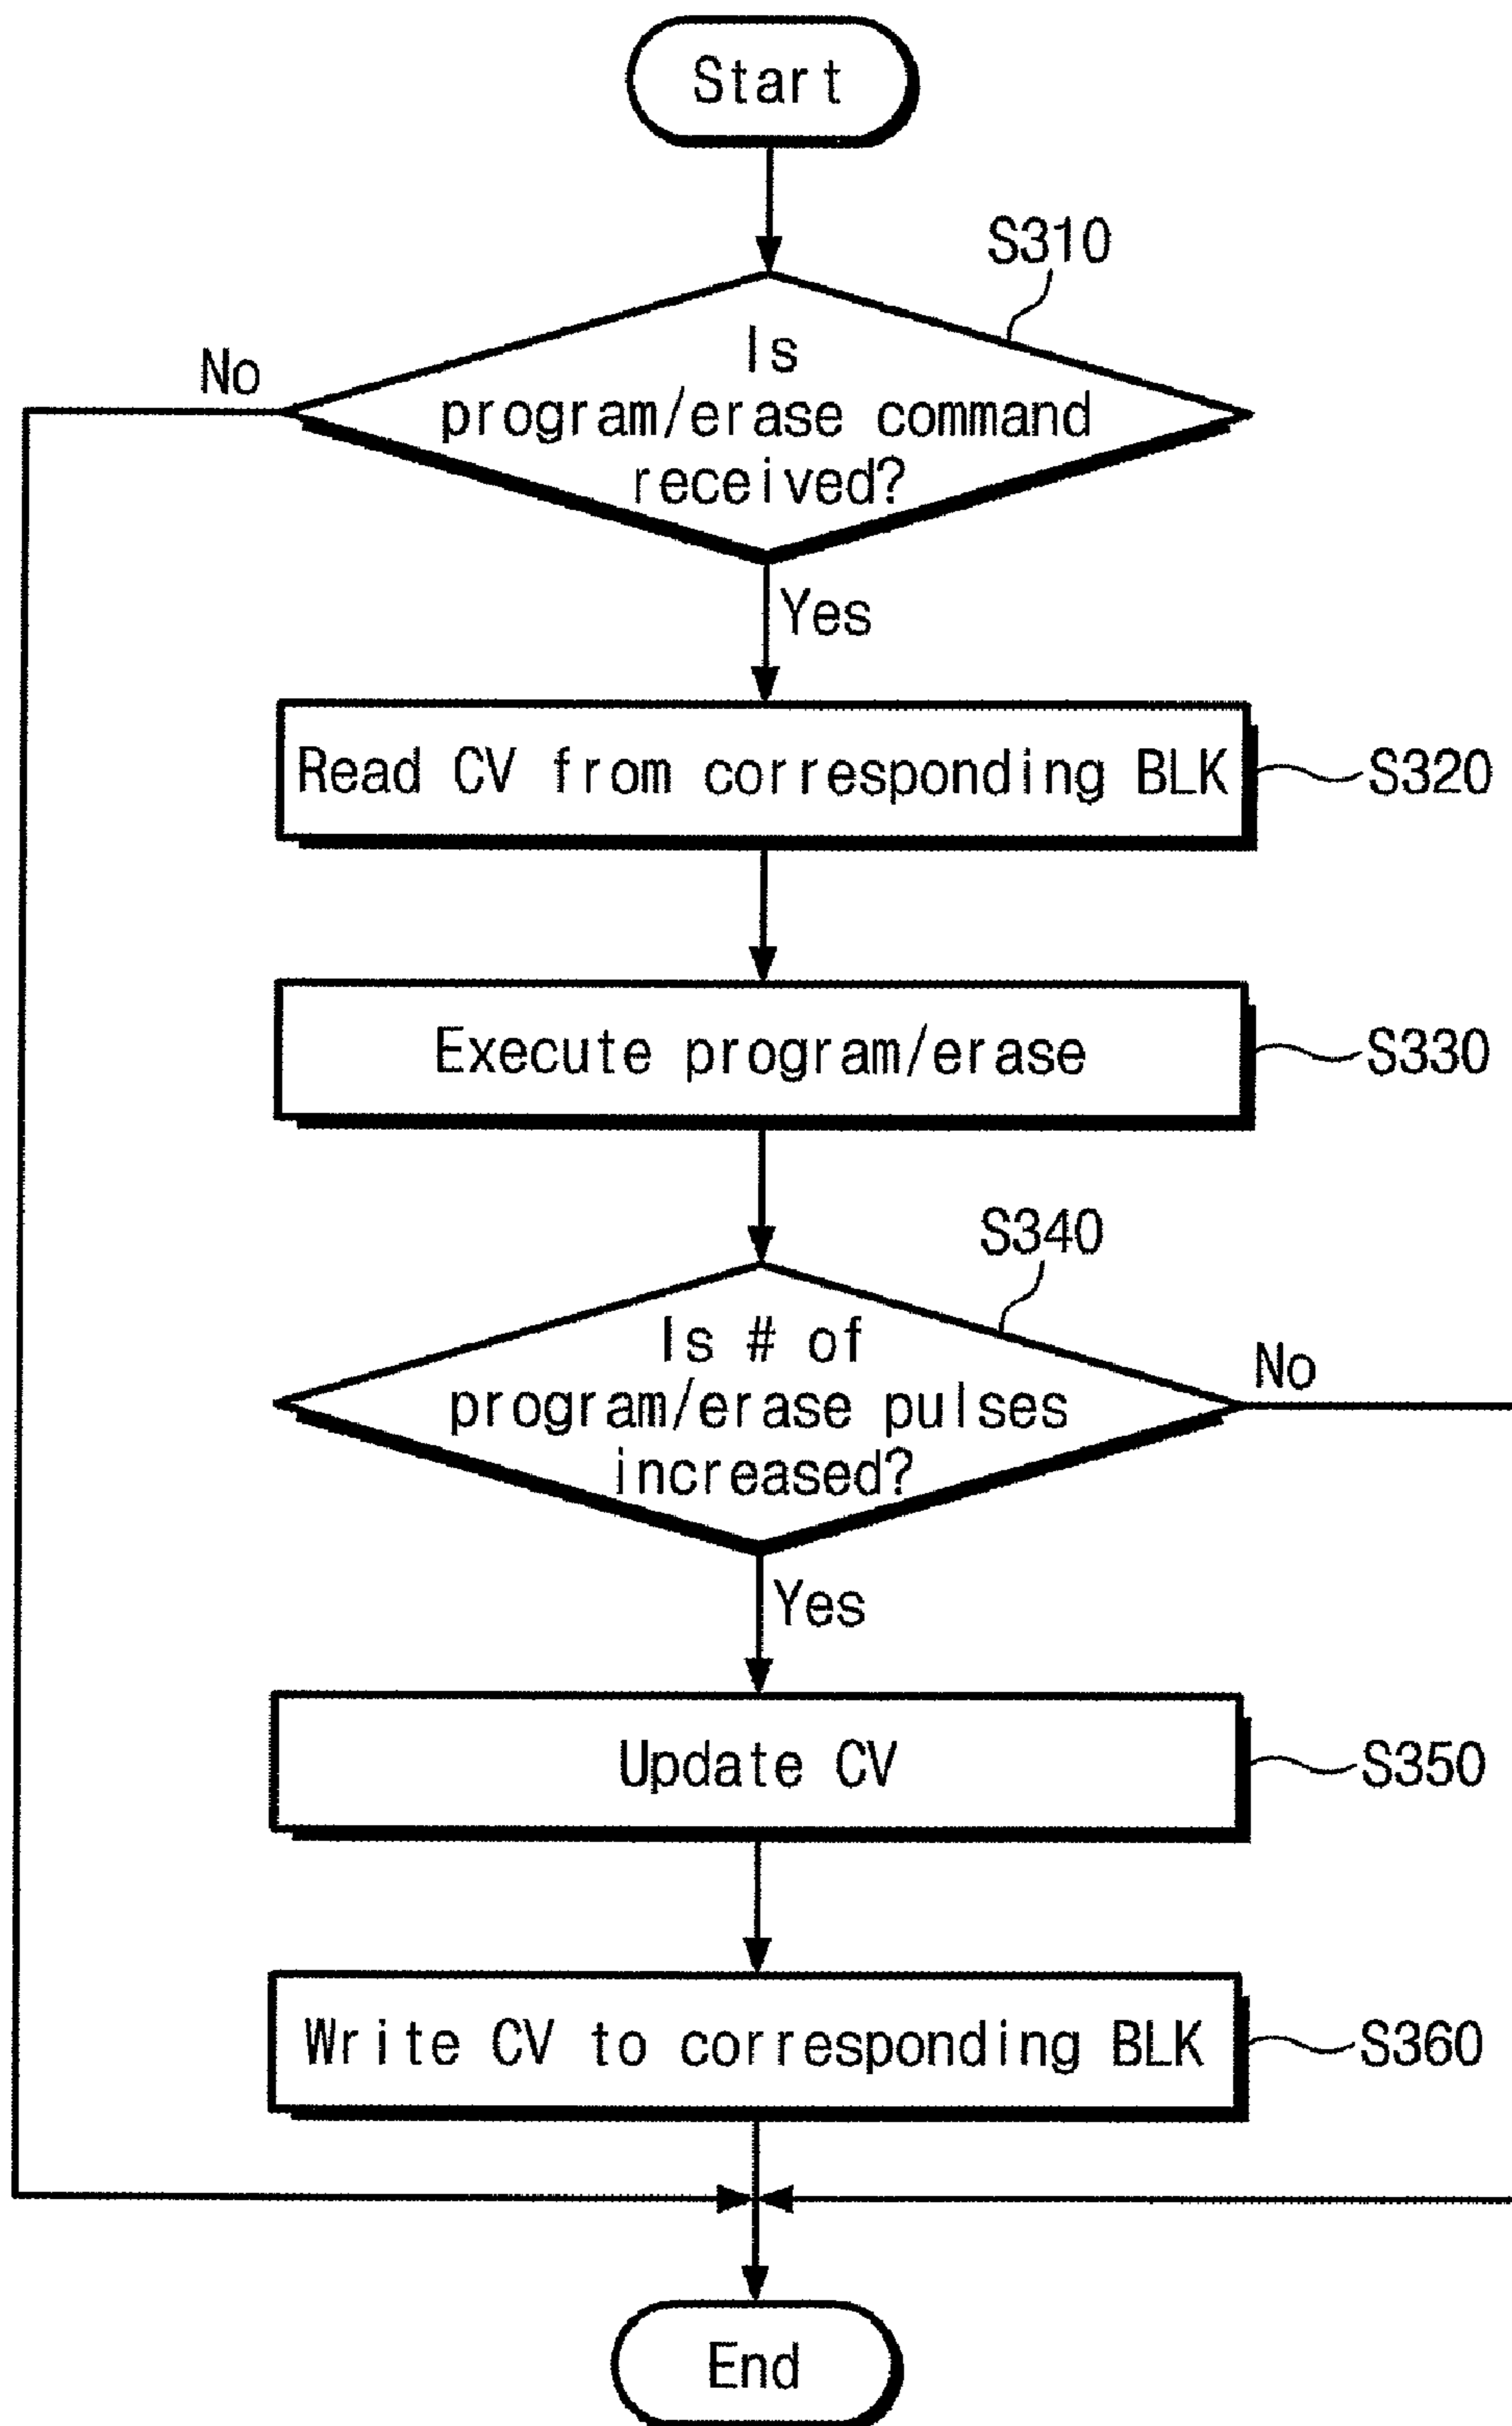 Start
S310
No
Is
program/erase command
received?
Yes
Read CV from corresponding BLK
S320
Execute program/erase
S330
S340
Is # of
program/erase pulses
increased?
No
Yes
Update CV
S350
Write CV to corresponding BLK
S360
End